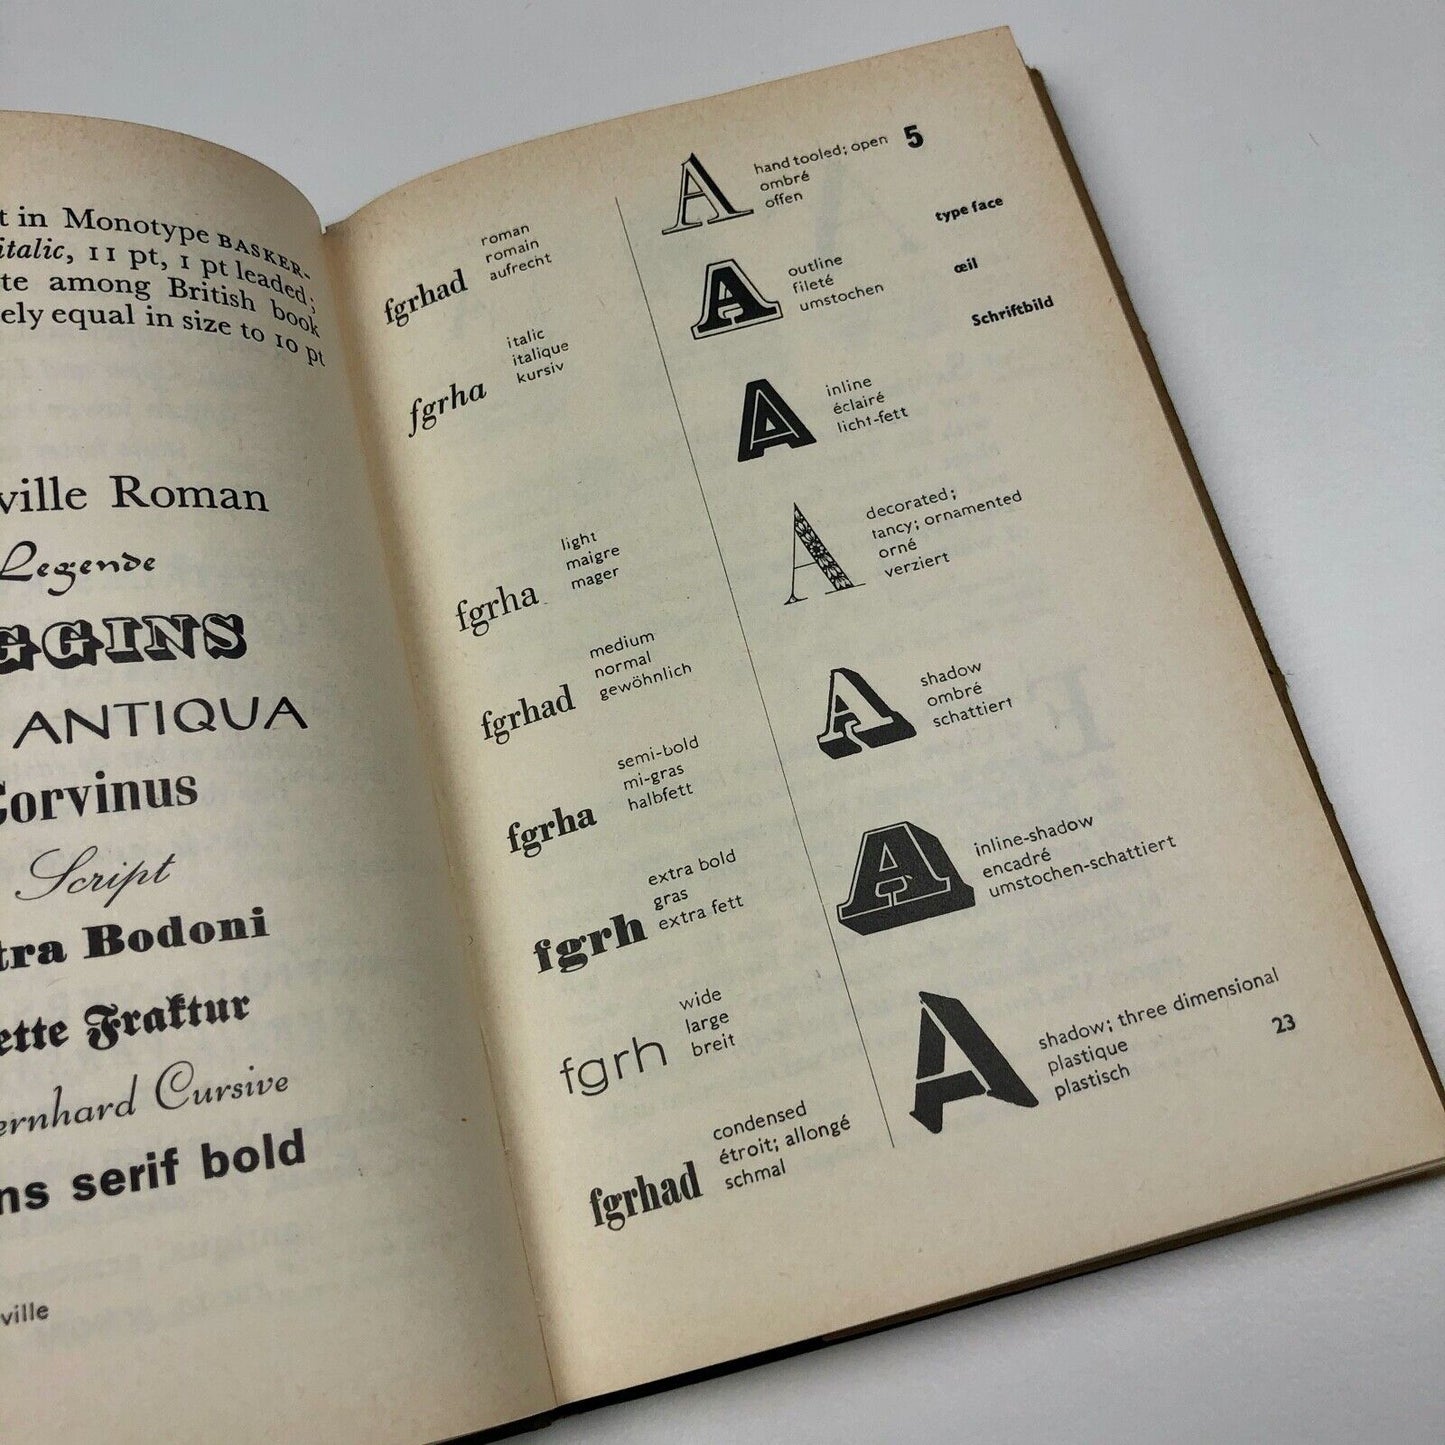 t in Monotype BASKER-
italic, 11 pt, 1 pt leaded;
te among British book
ely equal in size to 10 pt
ville Roman
Legende
GGINS
ANTIQUA
Corvinus
Script
tra Bodoni
ette Fraktur
ernhard Cursive
ns serif bold
ville
5
type face
œil
Schriftbild
fgrhad
roman
romain
aufrecht
fgrha
italic
italique
kursiv
fgrha
light
maigre
mager
fgrhad
medium
normal
gewöhnlich
fgrha
semi-bold
mi-gras
halbfett
fgrh
extra bold
gras
extra fett
fgrh
wide
large
breit
fgrhad
condensed
étroit; allongé
schmal
A
hand tooled; open
ombré
offen
A
outline
fileté
umstochen
A
inline
éclairé
licht-fett
A
decorated;
fancy; ornamented
orné
verziert
A
shadow
ombré
schattiert
A
inline-shadow
encadré
umstochen-schattiert
A
shadow; three dimensional
plastique
plastisch
23